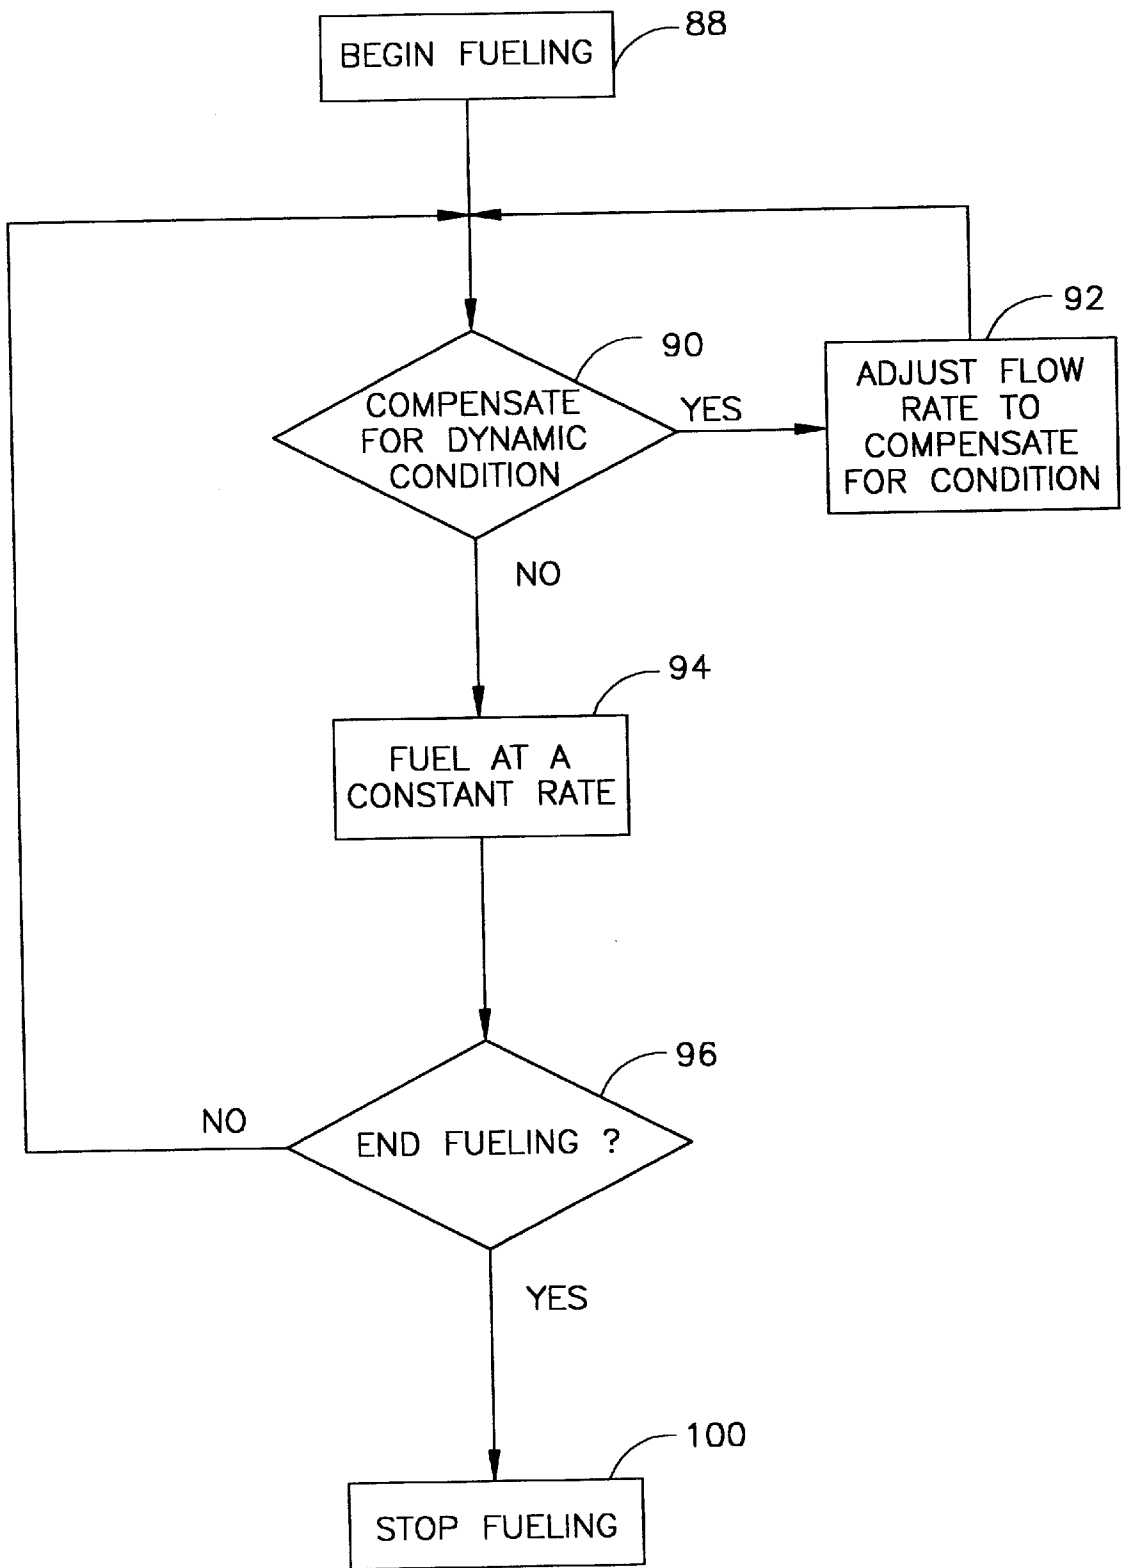 BEGIN FUELING
88
90
COMPENSATE
FOR DYNAMIC
CONDITION
YES
92
ADJUST FLOW
RATE TO
COMPENSATE
FOR CONDITION
NO
94
FUEL AT A
CONSTANT RATE
96
NO
END FUELING ?
YES
100
STOP FUELING